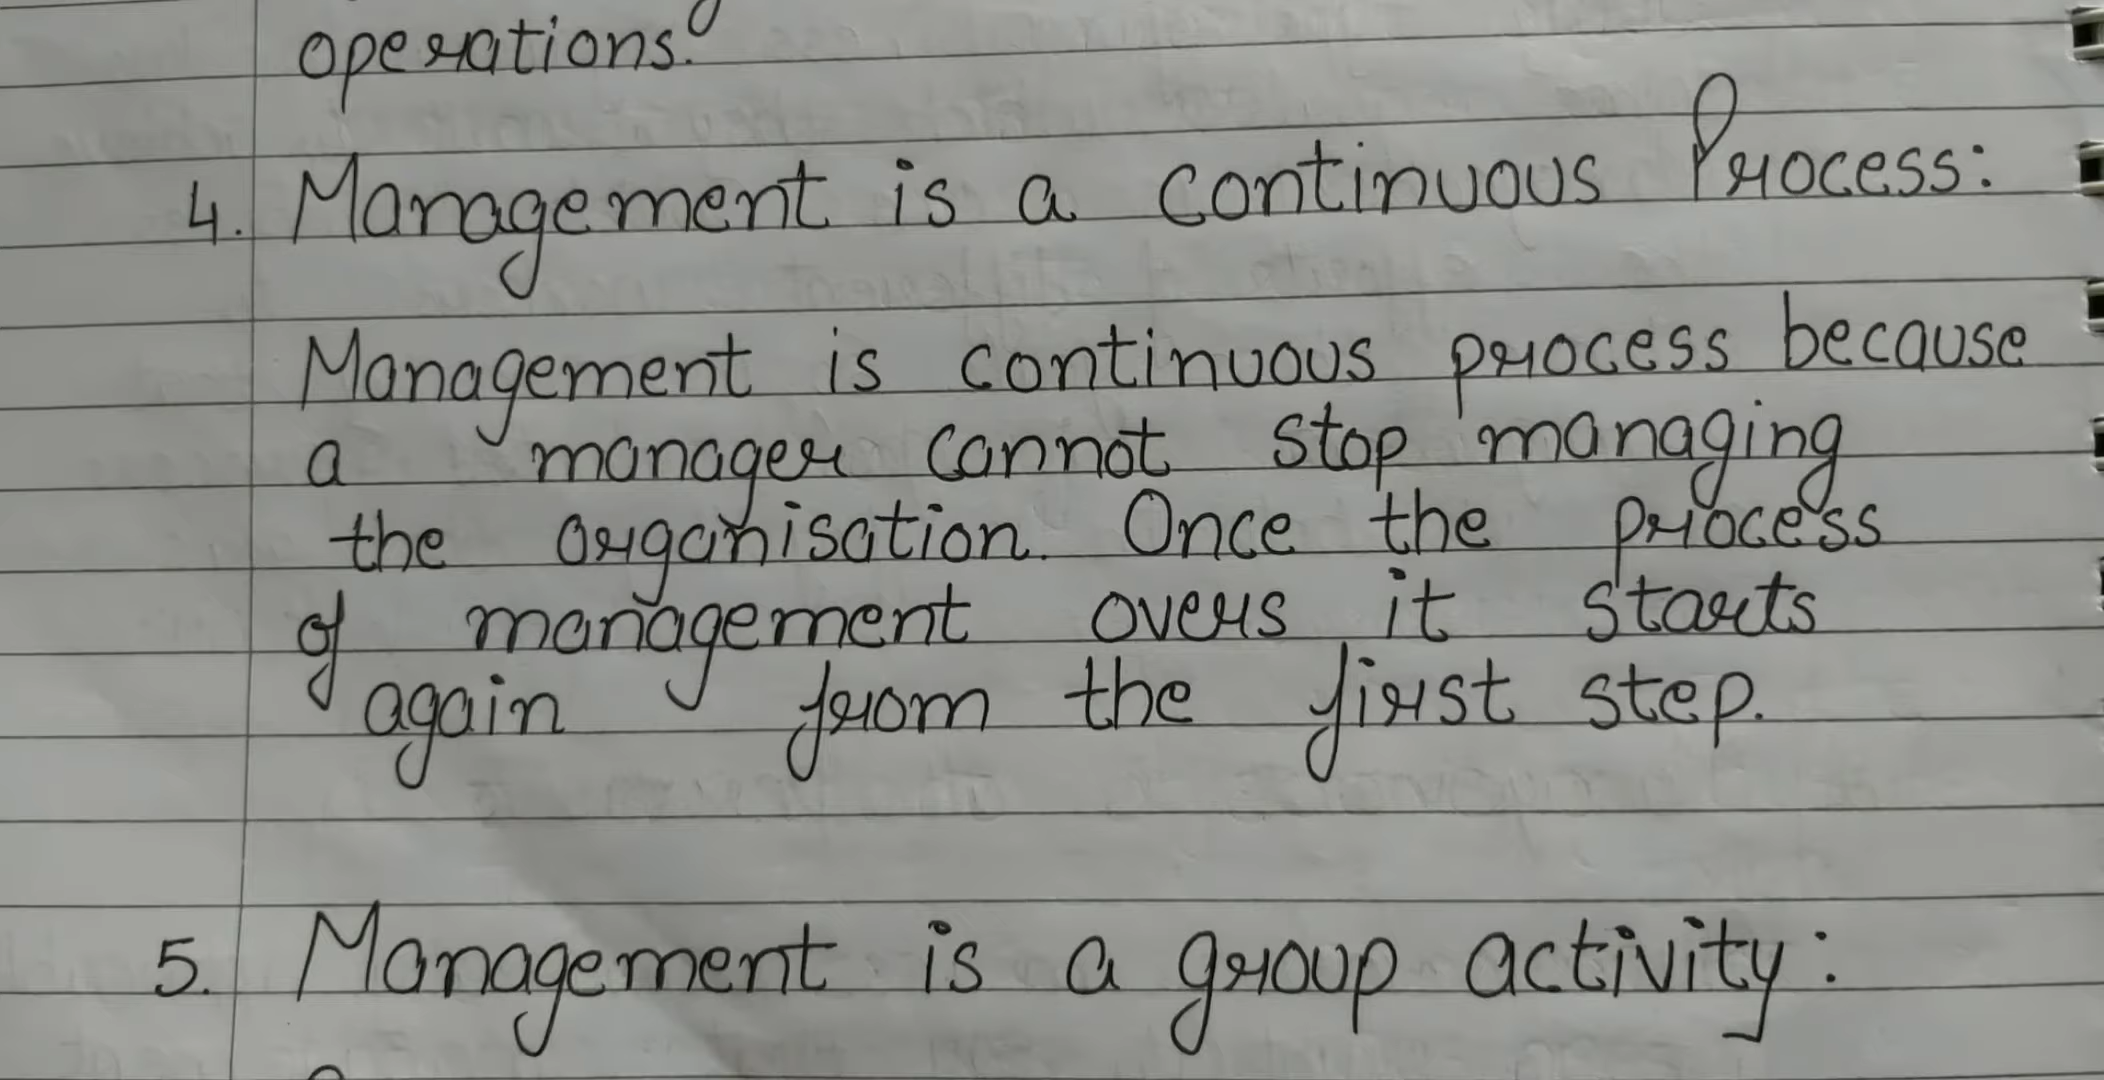 operations.
4. Management is a continuous Process:
Management is continuous process because
a manager cannot stop managing
the organisation. Once the process
of management overs it starts
again from the first step.
5. Management is a group activity: